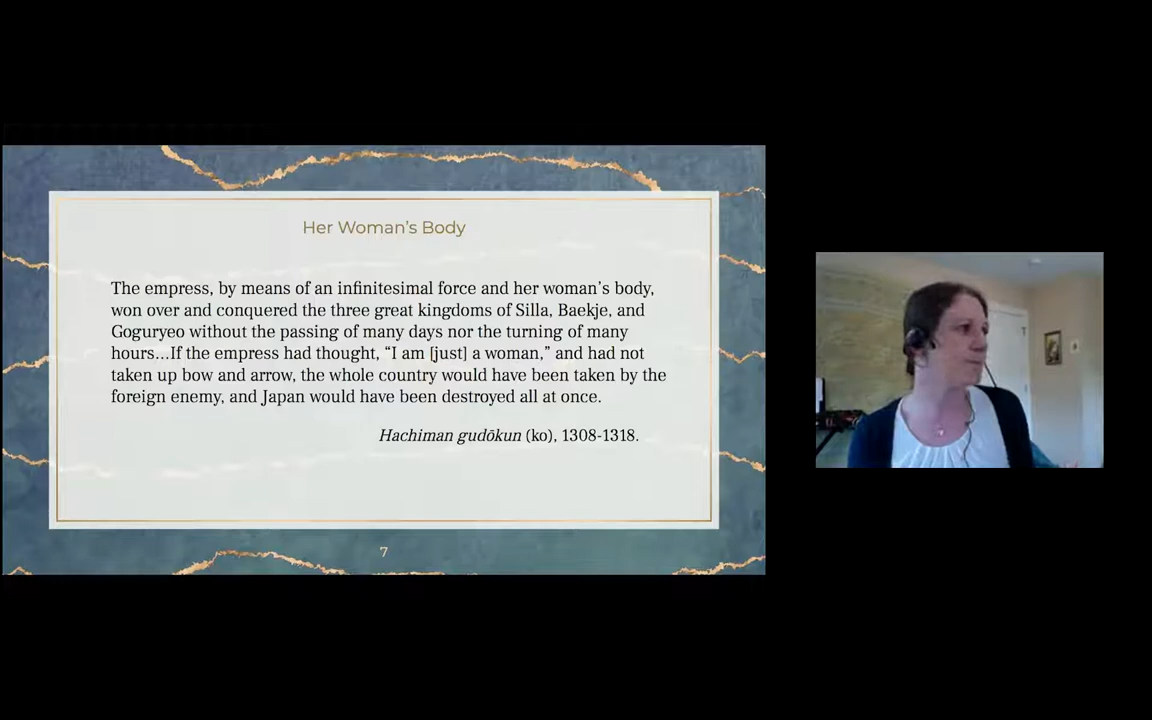 Her Woman's Body
The empress, by means of an infinitesimal force and her woman's body,
won over and conquered the three great kingdoms of Silla, Baekje, and
Goguryeo without the passing of many days nor the turning of many
hours...If the empress had thought, “I am [just] a woman,” and had not
taken up bow and arrow, the whole country would have been taken by the
foreign enemy, and Japan would have been destroyed all at once.
Hachiman gudōkun (ko), 1308-1318.
7